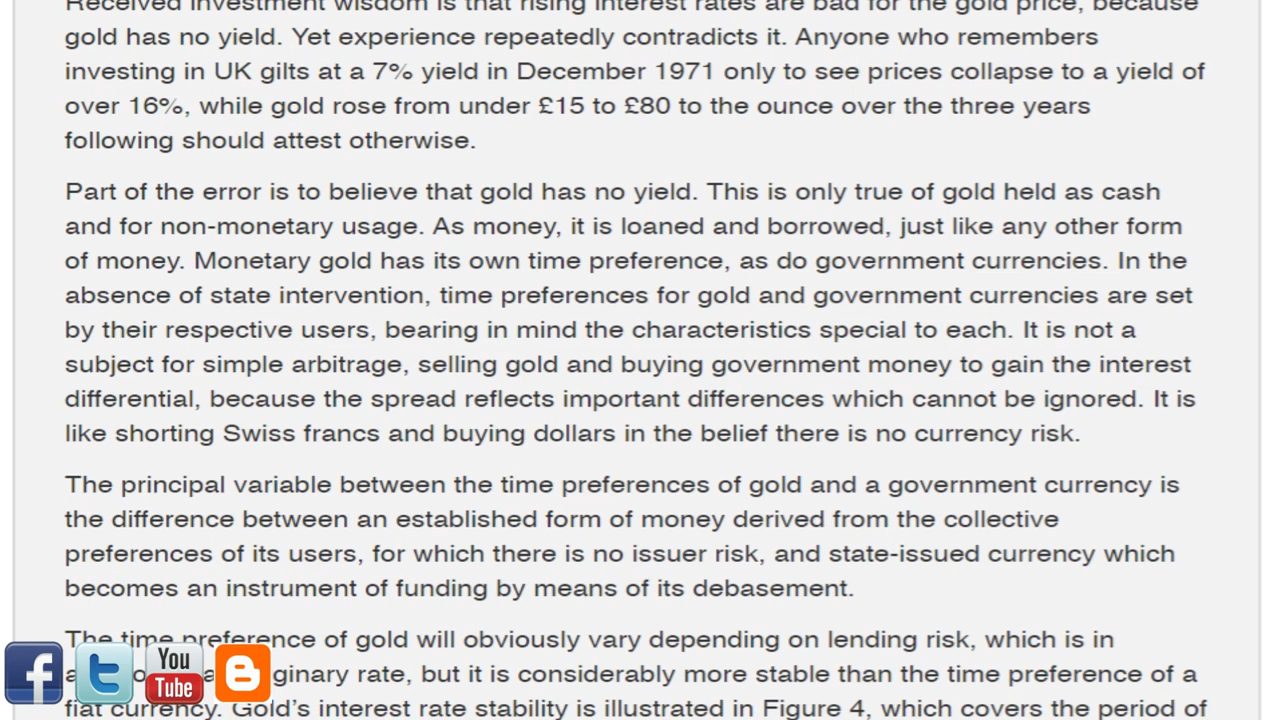 Received investment wisdom is that rising interest rates are bad for the gold price, because
gold has no yield. Yet experience repeatedly contradicts it. Anyone who remembers
investing in UK gilts at a 7% yield in December 1971 only to see prices collapse to a yield of
over 16%, while gold rose from under £15 to £80 to the ounce over the three years
following should attest otherwise.
Part of the error is to believe that gold has no yield. This is only true of gold held as cash
and for non-monetary usage. As money, it is loaned and borrowed, just like any other form
of money. Monetary gold has its own time preference, as do government currencies. In the
absence of state intervention, time preferences for gold and government currencies are set
by their respective users, bearing in mind the characteristics special to each. It is not a
subject for simple arbitrage, selling gold and buying government money to gain the interest
differential, because the spread reflects important differences which cannot be ignored. It is
like shorting Swiss francs and buying dollars in the belief there is no currency risk.
The principal variable between the time preferences of gold and a government currency is
the difference between an established form of money derived from the collective
preferences of its users, for which there is no issuer risk, and state-issued currency which
becomes an instrument of funding by means of its debasement.
The time preference of gold will obviously vary depending on lending risk, which is in
rate, but it is considerably more stable than the time preference of a
fiat currency. Gold's interest rate stability is illustrated in Figure 4, which covers the period of
f
t
You
Tube
B